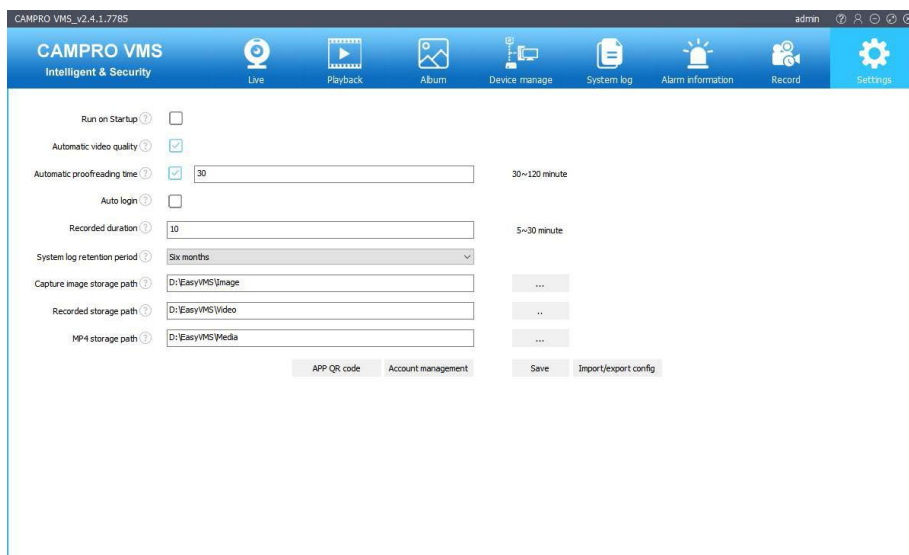 CAMPRO VMS_v2.4.1.7785 admin
CAMPRO VMS
Intelligent & Security
Live Playback Album Device manage System log Alarm information Record Settings
Run on Startup ?
Automatic video quality ?
Automatic proofreading time ? 30 30~120 minute
Auto login ?
Recorded duration ? 10 5~30 minute
System log retention period ? Six months
Capture image storage path ? D:\EasyVMS\Image ...
Recorded storage path ? D:\EasyVMS\Video ..
MP4 storage path ? D:\EasyVMS\Media ...
APP QR code Account management Save Import/export config